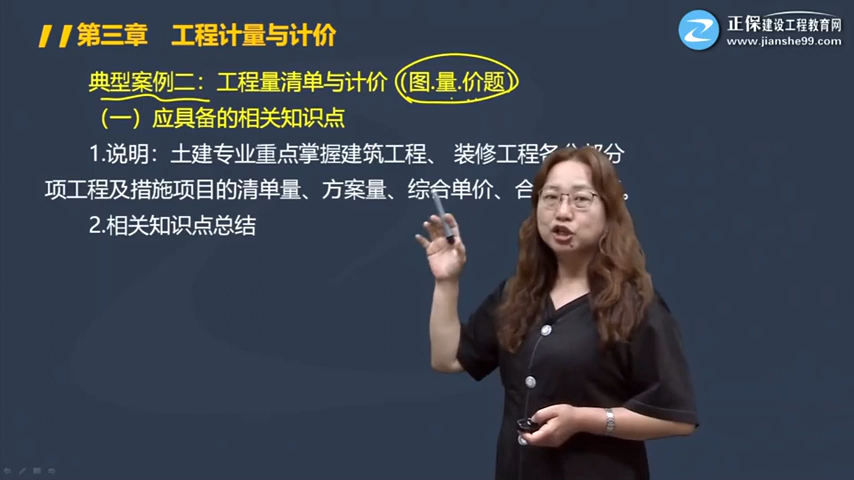 第三章 工程计量与计价
正保建设工程教育网
www.jianshe99.com
典型案例二：工程量清单与计价（图.量.价题）
（一）应具备的相关知识点
1.说明：土建专业重点掌握建筑工程、 装修工程各分部分
项工程及措施项目的清单量、方案量、综合单价、合
2.相关知识点总结